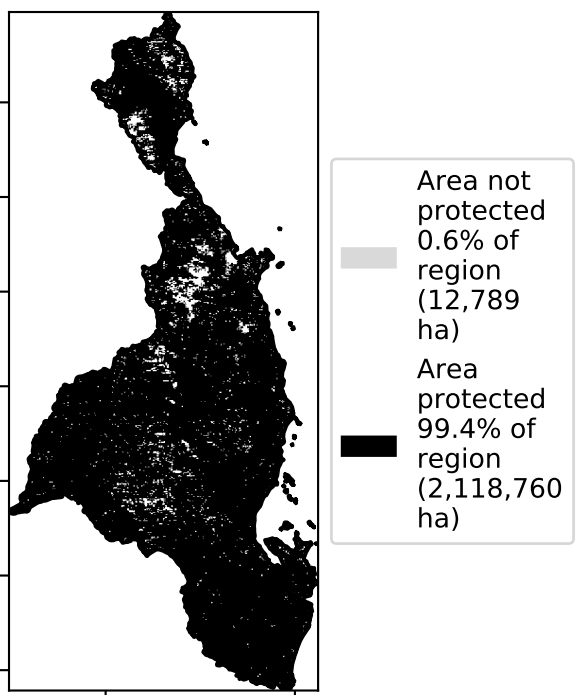 Area not
protected
0.6% of
region
(12,789
ha)
Area
protected
99.4% of
region
(2,118,760
ha)